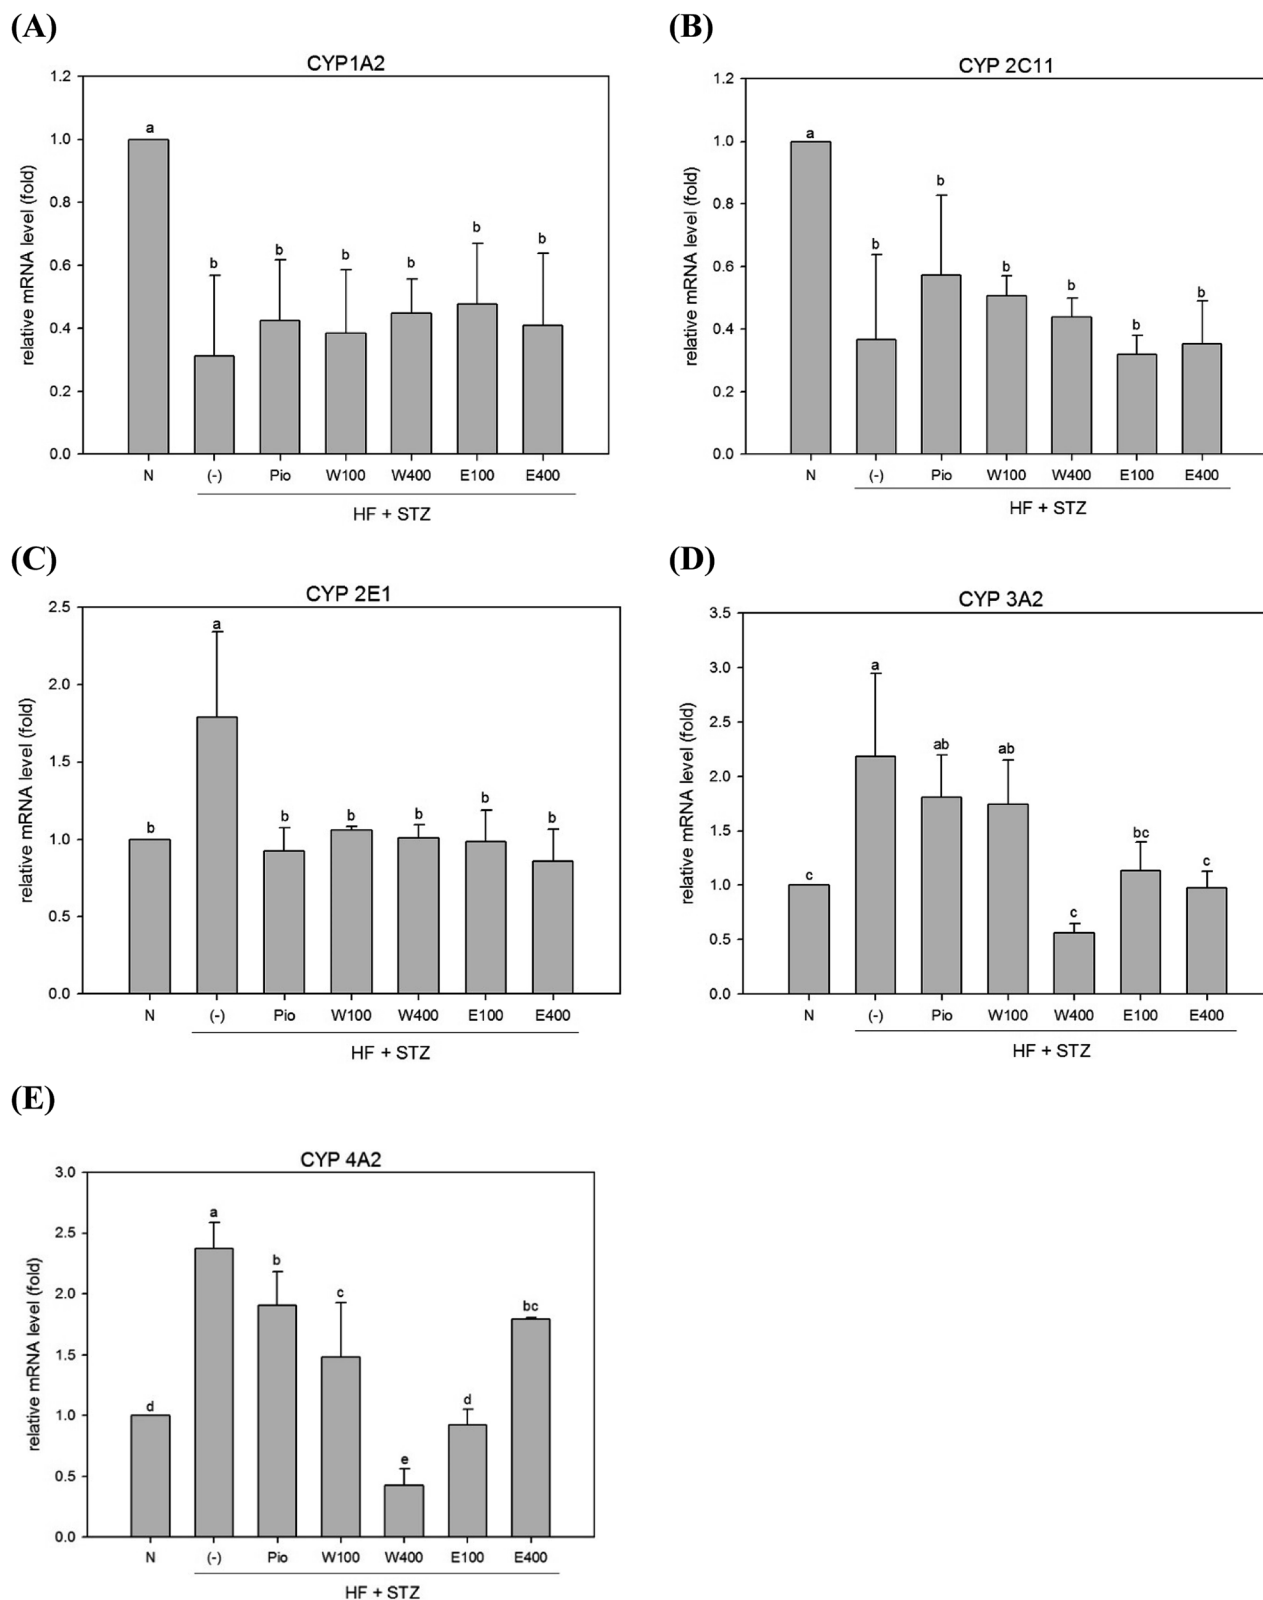 (A)
CYP1A2
relative mRNA level (fold)
1.2
1.0
0.8
0.6
0.4
0.2
0.0
a
b
b
b
b
b
b
N (-) Pio W100 W400 E100 E400
HF + STZ
(B)
CYP 2C11
relative mRNA level (fold)
1.2
1.0
0.8
0.6
0.4
0.2
0.0
a
b
b
b
b
b
b
N (-) Pio W100 W400 E100 E400
HF + STZ
(C)
CYP 2E1
relative mRNA level (fold)
2.5
2.0
1.5
1.0
0.5
0.0
b
a
b
b
b
b
b
N (-) Pio W100 W400 E100 E400
HF + STZ
(D)
CYP 3A2
relative mRNA level (fold)
3.5
3.0
2.5
2.0
1.5
1.0
0.5
0.0
c
a
ab
ab
c
bc
c
N (-) Pio W100 W400 E100 E400
HF + STZ
(E)
CYP 4A2
relative mRNA level (fold)
3.0
2.5
2.0
1.5
1.0
0.5
0.0
d
a
b
c
e
d
bc
N (-) Pio W100 W400 E100 E400
HF + STZ